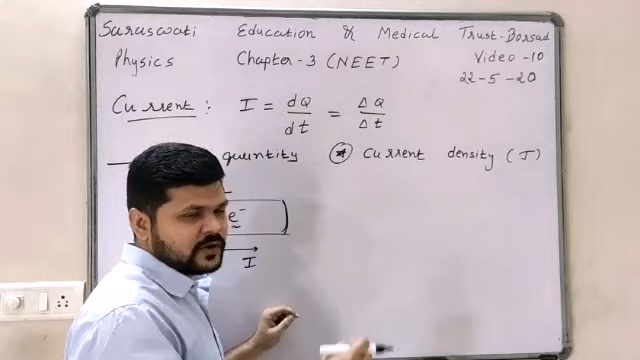 Saraswati Education & Medical Trust-Borsad
Physics Chapter-3 (NEET) Video-10
22-5-20
Current: I = dQ/dt = ΔQ/Δt
quantity
* Current density (J)
e⁻
I